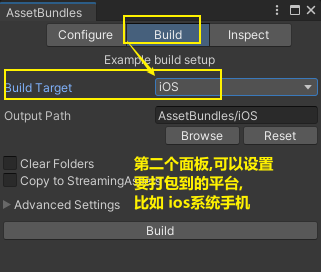 AssetBundles
Configure Build Inspect
Example build setup
Build Target iOS
Output Path AssetBundles/iOS
Browse Reset
Clear Folders
Copy to StreamingAssets
Advanced Settings
第二个面板,可以设置
要打包到的平台,
比如 ios系统手机
Build